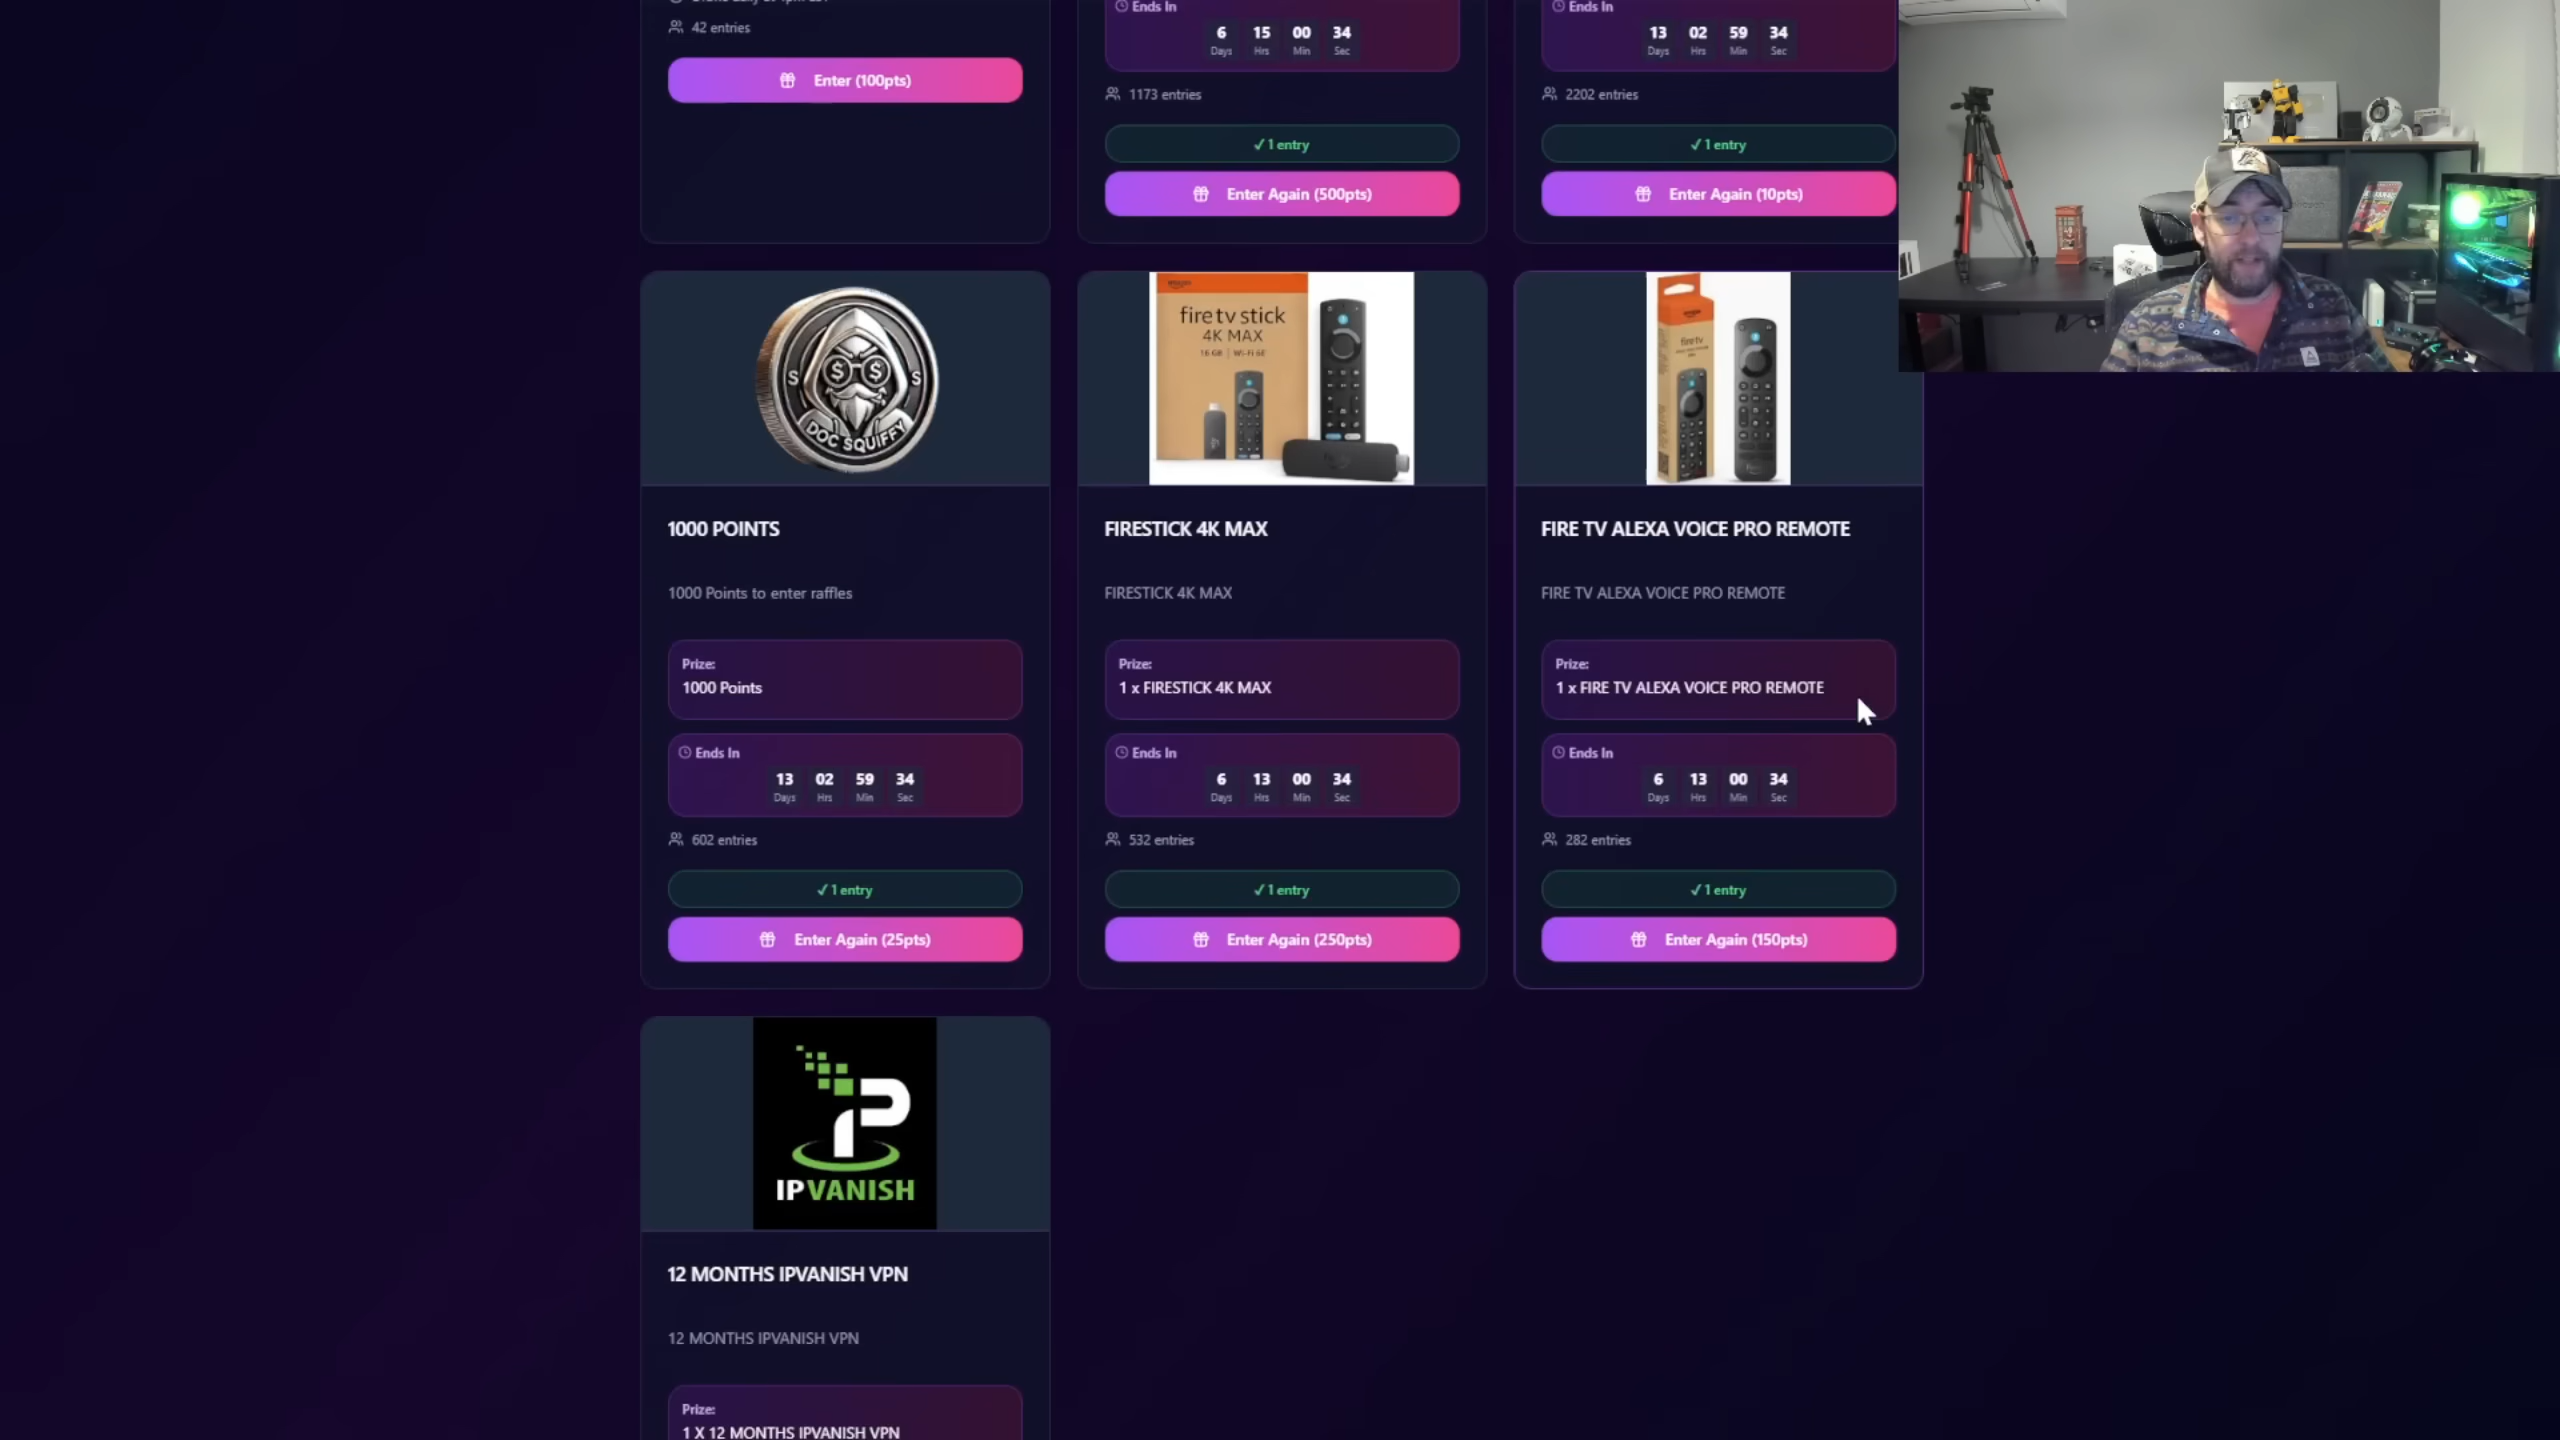 42 entries
Enter (100pts)
Ends In
6 15 00 34
Days Hrs Min Sec
1173 entries
✓ 1 entry
Enter Again (500pts)
Ends In
13 02 59 34
Days Hrs Min Sec
2202 entries
✓ 1 entry
Enter Again (10pts)
S S
DOC SQUIFFY
1000 POINTS
1000 Points to enter raffles
Prize:
1000 Points
Ends In
13 02 59 34
Days Hrs Min Sec
602 entries
✓ 1 entry
Enter Again (25pts)
fire tv stick
4K MAX
16 GB | Wi-Fi 6E
FIRESTICK 4K MAX
FIRESTICK 4K MAX
Prize:
1 x FIRESTICK 4K MAX
Ends In
6 13 00 34
Days Hrs Min Sec
532 entries
✓ 1 entry
Enter Again (250pts)
fire tv
FIRE TV ALEXA VOICE PRO REMOTE
FIRE TV ALEXA VOICE PRO REMOTE
Prize:
1 x FIRE TV ALEXA VOICE PRO REMOTE
Ends In
6 13 00 34
Days Hrs Min Sec
282 entries
✓ 1 entry
Enter Again (150pts)
IPVANISH
12 MONTHS IPVANISH VPN
12 MONTHS IPVANISH VPN
Prize:
1 X 12 MONTHS IPVANISH VPN